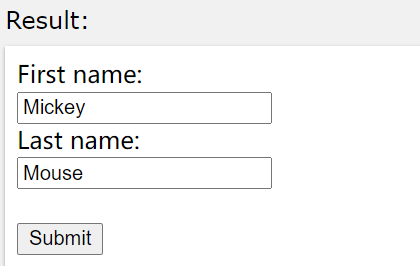 Result:
First name:
Mickey
Last name:
Mouse
Submit